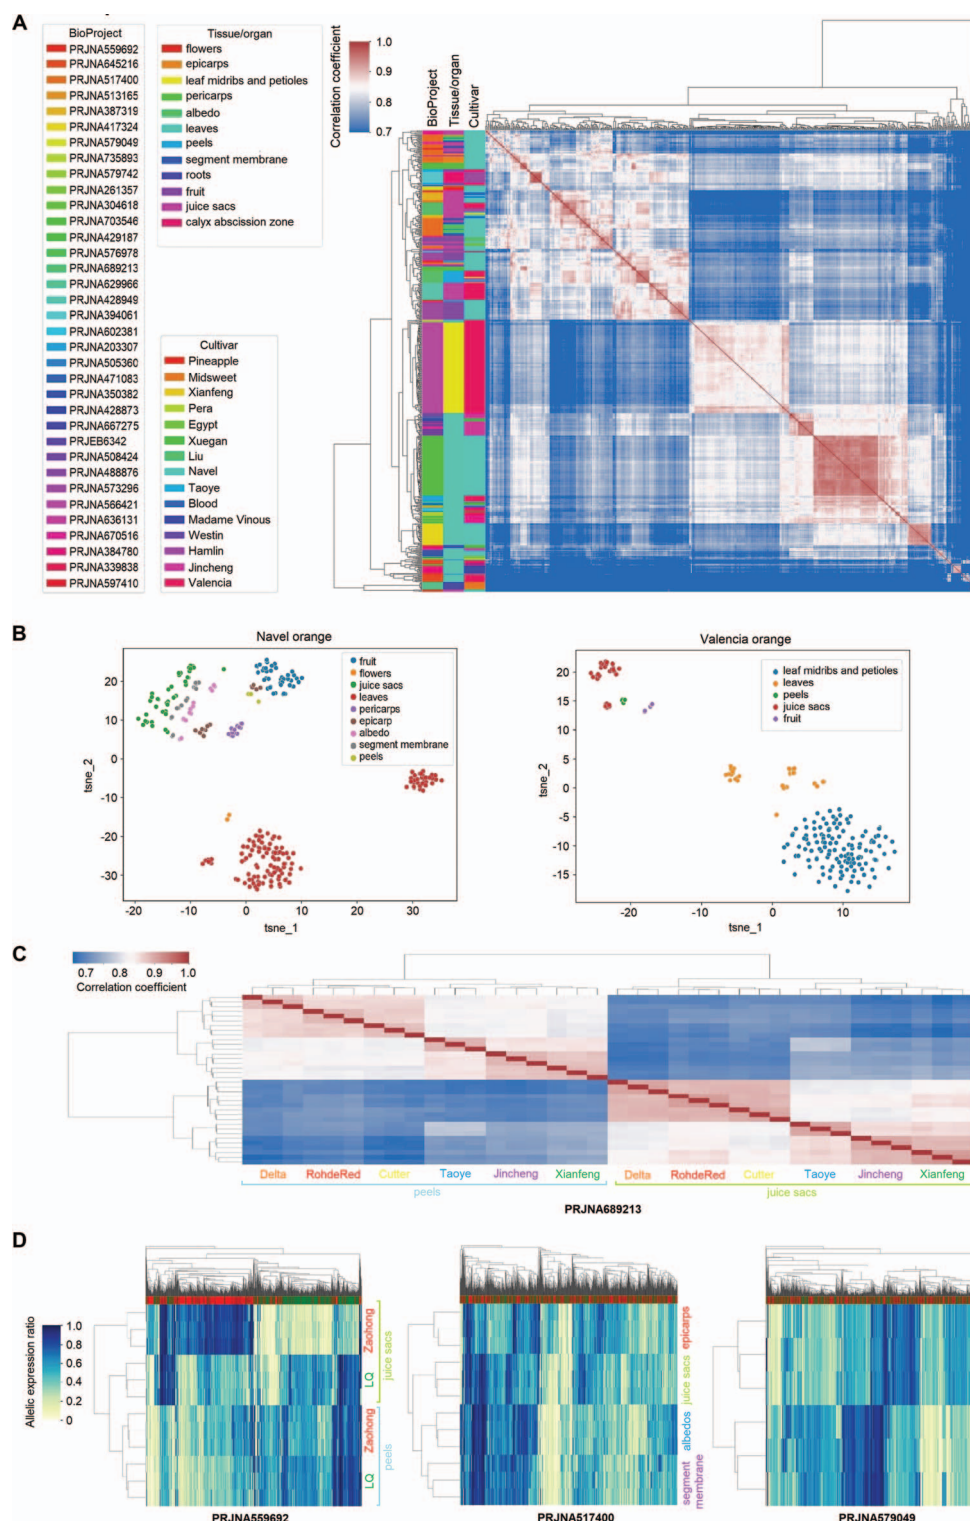 A
BioProject
PRJNA559692
PRJNA645216
PRJNA517400
PRJNA513165
PRJNA387319
PRJNA417324
PRJNA579049
PRJNA735893
PRJNA579742
PRJNA261357
PRJNA304618
PRJNA703546
PRJNA429187
PRJNA576978
PRJNA689213
PRJNA629966
PRJNA428949
PRJNA394061
PRJNA602381
PRJNA203307
PRJNA505360
PRJNA471083
PRJNA350382
PRJNA428873
PRJNA667275
PRJEB6342
PRJNA508424
PRJNA488876
PRJNA573296
PRJNA566421
PRJNA636131
PRJNA670516
PRJNA384780
PRJNA339838
PRJNA597410
Tissue/organ
flowers
epicarps
leaf midribs and petioles
pericarps
albedo
leaves
peels
segment membrane
roots
fruit
juice sacs
calyx abscission zone
Cultivar
Pineapple
Midsweet
Xianfeng
Pera
Egypt
Xuegan
Liu
Navel
Taoye
Blood
Madame Vinous
Westin
Hamlin
Jincheng
Valencia
Correlation coefficient
1.0
0.9
0.8
0.7
BioProject
Tissue/organ
Cultivar
B
Navel orange
tsne_2
20
10
0
-10
-20
-30
-20
-10
0
10
20
30
tsne_1
fruit
flowers
juice sacs
leaves
pericarps
epicarp
albedo
segment membrane
peels
Valencia orange
tsne_2
20
15
10
5
0
-5
-10
-15
-20
-10
0
10
tsne_1
leaf midribs and petioles
leaves
peels
juice sacs
fruit
C
0.7
0.8
0.9
1.0
Correlation coefficient
Delta RohdeRed Cutter Taoye Jincheng Xianfeng Delta RohdeRed Cutter Taoye Jincheng Xianfeng
peels juice sacs
PRJNA689213
D
Allelic expression ratio
1.0
0.8
0.6
0.4
0.2
0
Zaohong
LQ
juice sacs
Zaohong
LQ
peels
PRJNA559692
epicarps
juice sacs
albedos
segment
membrane
PRJNA517400
PRJNA579049